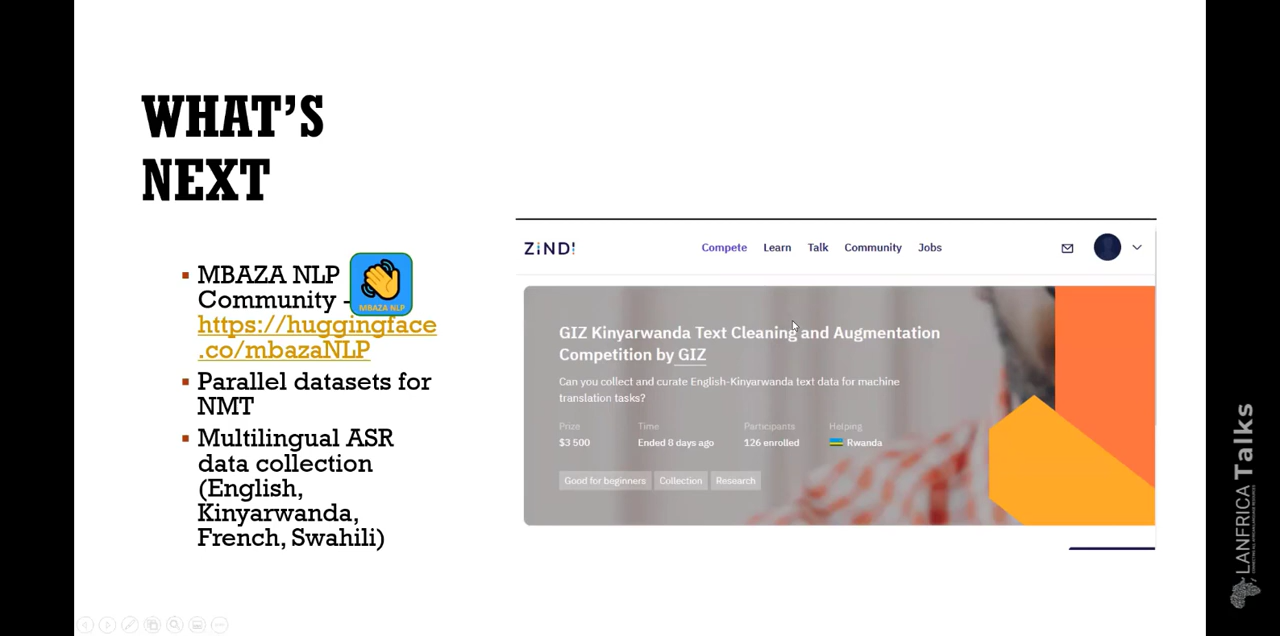 WHAT'S
NEXT
▪ MBAZA NLP
Community -
MBAZA NLP
https://huggingface
.co/mbazaNLP
▪ Parallel datasets for
NMT
▪ Multilingual ASR
data collection
(English,
Kinyarwanda,
French, Swahili)
ZiNDi
Compete Learn Talk Community Jobs
GIZ Kinyarwanda Text Cleaning and Augmentation
Competition by GIZ
Can you collect and curate English-Kinyarwanda text data for machine
translation tasks?
Prize Time Participants Helping
$3 500 Ended 8 days ago 126 enrolled Rwanda
Good for beginners Collection Research
LANFRICA Talks